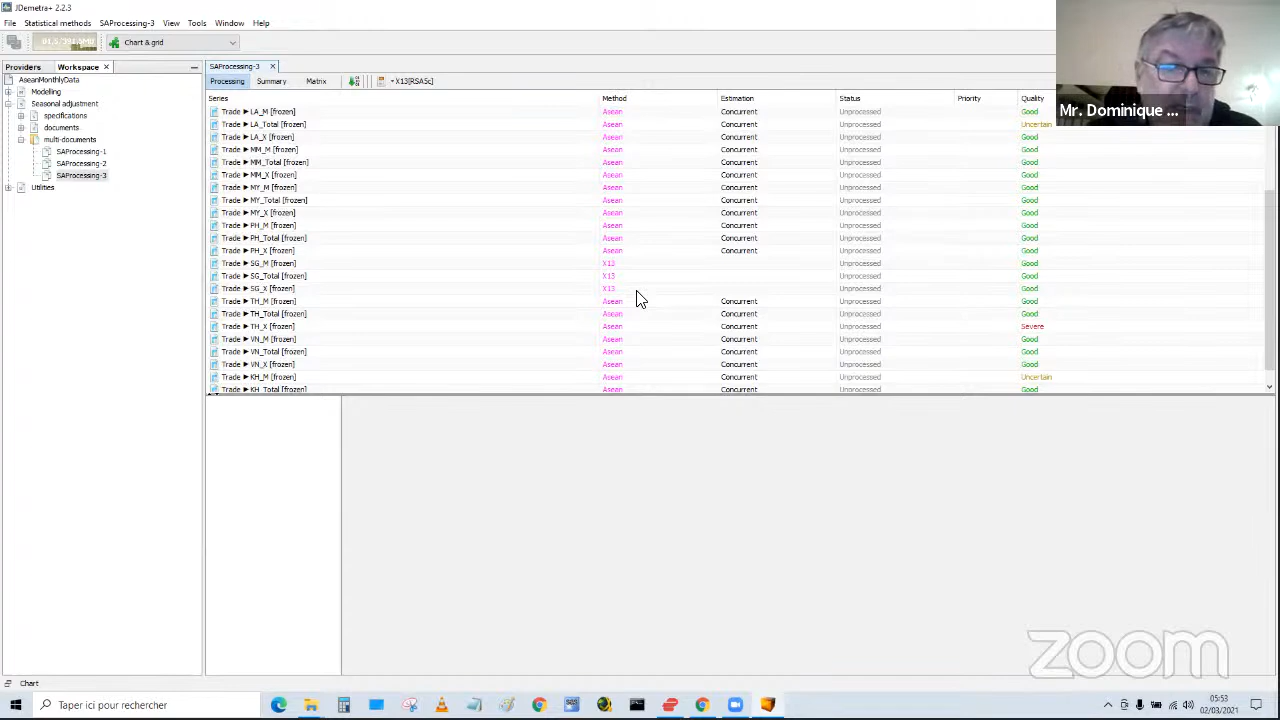 JDemetra+ 2.2.3
File Statistical methods SAProcessing-3 View Tools Window Help
Chart & grid
Providers Workspace SAProcessing-3
AseanMonthlyData
Modelling
Seasonal adjustment
specifications
documents
multi-documents
SAProcessing-1
SAProcessing-2
SAProcessing-3
Utilities
Processing Summary Matrix X13[RSA5c]
Series Method Estimation Status Priority Quality
Trade ►LA_M [frozen] Asean Concurrent Unprocessed Good
Trade ►LA_Total [frozen] Asean Concurrent Unprocessed Uncertain
Trade ►LA_X [frozen] Asean Concurrent Unprocessed Good
Trade ►MM_M [frozen] Asean Concurrent Unprocessed Good
Trade ►MM_Total [frozen] Asean Concurrent Unprocessed Good
Trade ►MM_X [frozen] Asean Concurrent Unprocessed Good
Trade ►MY_M [frozen] Asean Concurrent Unprocessed Good
Trade ►MY_Total [frozen] Asean Concurrent Unprocessed Good
Trade ►MY_X [frozen] Asean Concurrent Unprocessed Good
Trade ►PH_M [frozen] Asean Concurrent Unprocessed Good
Trade ►PH_Total [frozen] Asean Concurrent Unprocessed Good
Trade ►PH_X [frozen] Asean Concurrent Unprocessed Good
Trade ►SG_M [frozen] X13 Unprocessed Good
Trade ►SG_Total [frozen] X13 Unprocessed Good
Trade ►SG_X [frozen] X13 Unprocessed Good
Trade ►TH_M [frozen] Asean Concurrent Unprocessed Good
Trade ►TH_Total [frozen] Asean Concurrent Unprocessed Good
Trade ►TH_X [frozen] Asean Concurrent Unprocessed Severe
Trade ►VN_M [frozen] Asean Concurrent Unprocessed Good
Trade ►VN_Total [frozen] Asean Concurrent Unprocessed Good
Trade ►VN_X [frozen] Asean Concurrent Unprocessed Good
Trade ►KH_M [frozen] Asean Concurrent Unprocessed Uncertain
Trade ►KH_Total [frozen] Asean Concurrent Unprocessed Good
Mr. Dominique ...
zoom
Chart
Taper ici pour rechercher
05:53
02/03/2021